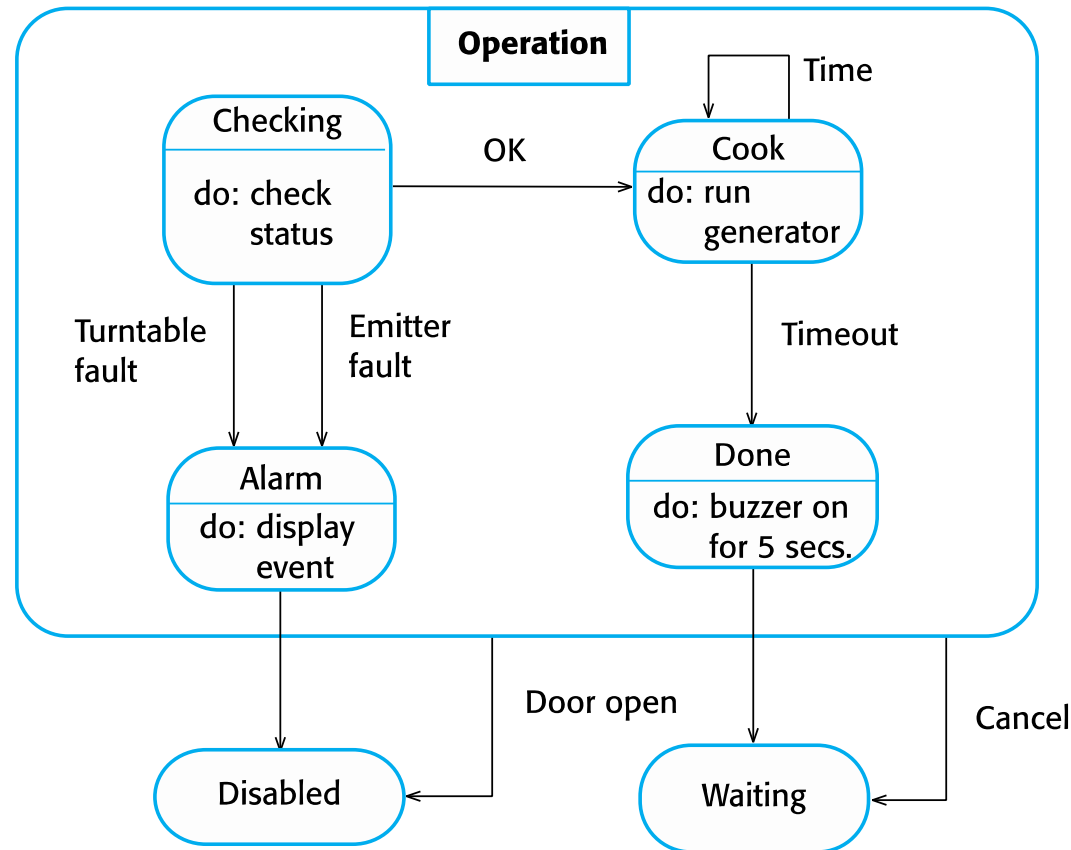 Operation
Time
Checking
OK
Cook
do: check
status
do: run
generator
Turntable
fault
Emitter
fault
Timeout
Alarm
do: display
event
Done
do: buzzer on
for 5 secs.
Door open
Cancel
Disabled
Waiting